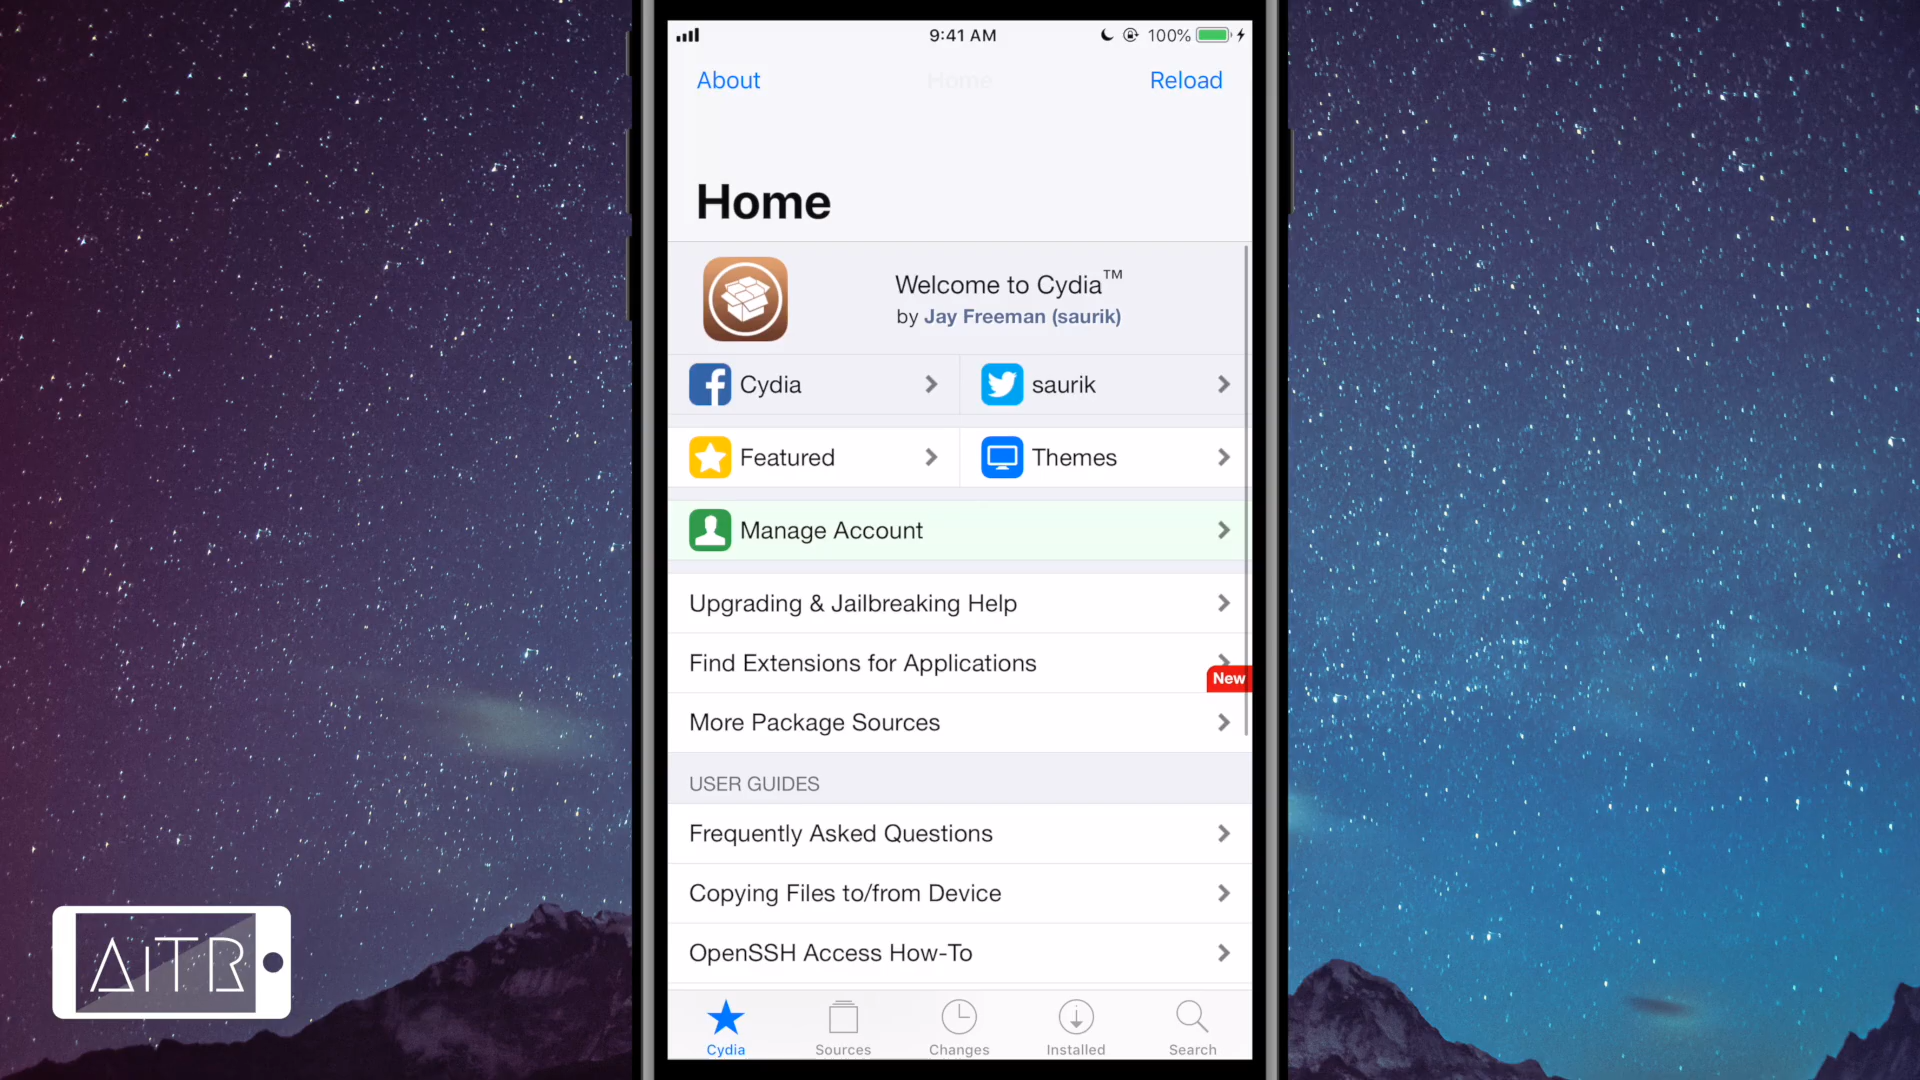 9:41 AM 100%
About Home Reload
Home
Welcome to Cydia™
by Jay Freeman (saurik)
Cydia
saurik
Featured
Themes
Manage Account
Upgrading & Jailbreaking Help
Find Extensions for Applications
New
More Package Sources
USER GUIDES
Frequently Asked Questions
Copying Files to/from Device
OpenSSH Access How-To
Cydia Sources Changes Installed Search
AiTR